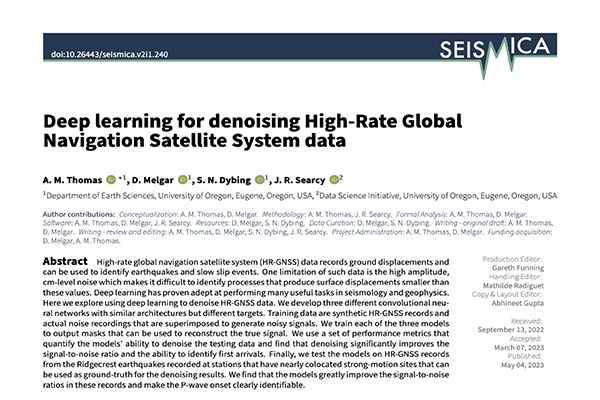 doi:10.26443/seismica.v2i1.240
SEISMICA
Deep learning for denoising High-Rate Global
Navigation Satellite System data
A. M. Thomas *1, D. Melgar 1, S. N. Dybing 1, J. R. Searcy 2
1Department of Earth Sciences, University of Oregon, Eugene, Oregon, USA, 2Data Science Initiative, University of Oregon, Eugene, Oregon, USA
Author contributions: Conceptualization: A. M. Thomas, D. Melgar. Methodology: A. M. Thomas, J. R. Searcy. Formal Analysis: A. M. Thomas, D. Melgar.
Software: A. M. Thomas, D. Melgar, J. R. Searcy. Resources: D. Melgar, S.N. Dybing. Data Curation: D. Melgar, S.N. Dybing. Writing - original draft: A. M. Thomas,
D. Melgar. Writing - review and editing: A. M. Thomas, D. Melgar, S.N. Dybing, J. R. Searcy. Project Administration: A. M. Thomas, D. Melgar. Funding acquisition:
D. Melgar, A. M. Thomas.
Abstract High-rate global navigation satellite system (HR-GNSS) data records ground displacements and
can be used to identify earthquakes and slow slip events. One limitation of such data is the high amplitude,
cm-level noise which makes it difficult to identify processes that produce surface displacements smaller than
these values. Deep learning has proven adept at performing many useful tasks in seismology and geophysics.
Here we explore using deep learning to denoise HR-GNSS data. We develop three different convolutional neu-
ral networks with similar architectures but different targets. Training data are synthetic HR-GNSS records and
actual noise recordings that are superimposed to generate noisy signals. We train each of the three models
to output masks that can be used to reconstruct the true signal. We use a set of performance metrics that
quantify the models' ability to denoise the testing data and find that denoising significantly improves the
signal-to-noise ratio and the ability to identify first arrivals. Finally, we test the models on HR-GNSS records
from the Ridgecrest earthquakes recorded at stations that have nearly colocated strong-motion sites that can
be used as ground-truth for the denoising results. We find that the models greatly improve the signal-to-noise
ratios in these records and make the P-wave onset clearly identifiable.
Production Editor:
Gareth Funning
Handling Editor:
Mathilde Radiguet
Copy & Layout Editor:
Abhineet Gupta
Received:
September 13, 2022
Accepted:
March 07, 2023
Published:
May 04, 2023